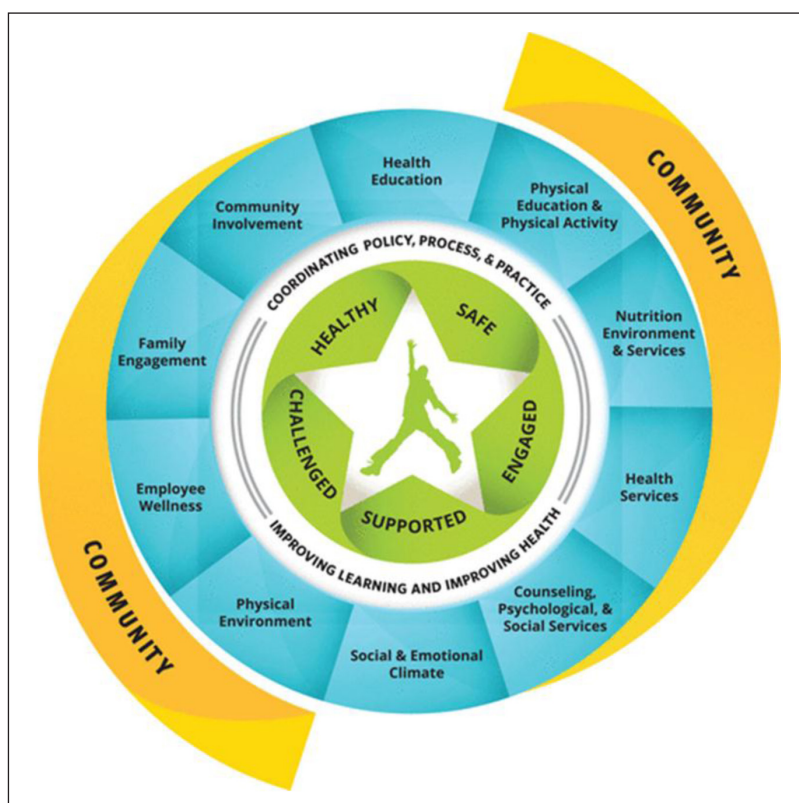 COMMUNITY
Health
Education
Physical
Education &
Physical Activity
Nutrition
Environment
& Services
Health
Services
Counseling,
Psychological, &
Social Services
Social & Emotional
Climate
Physical
Environment
Employee
Wellness
Family
Engagement
Community
Involvement
COORDINATING POLICY, PROCESS, & PRACTICE
IMPROVING LEARNING AND IMPROVING HEALTH
HEALTHY
SAFE
ENGAGED
SUPPORTED
CHALLENGED
COMMUNITY